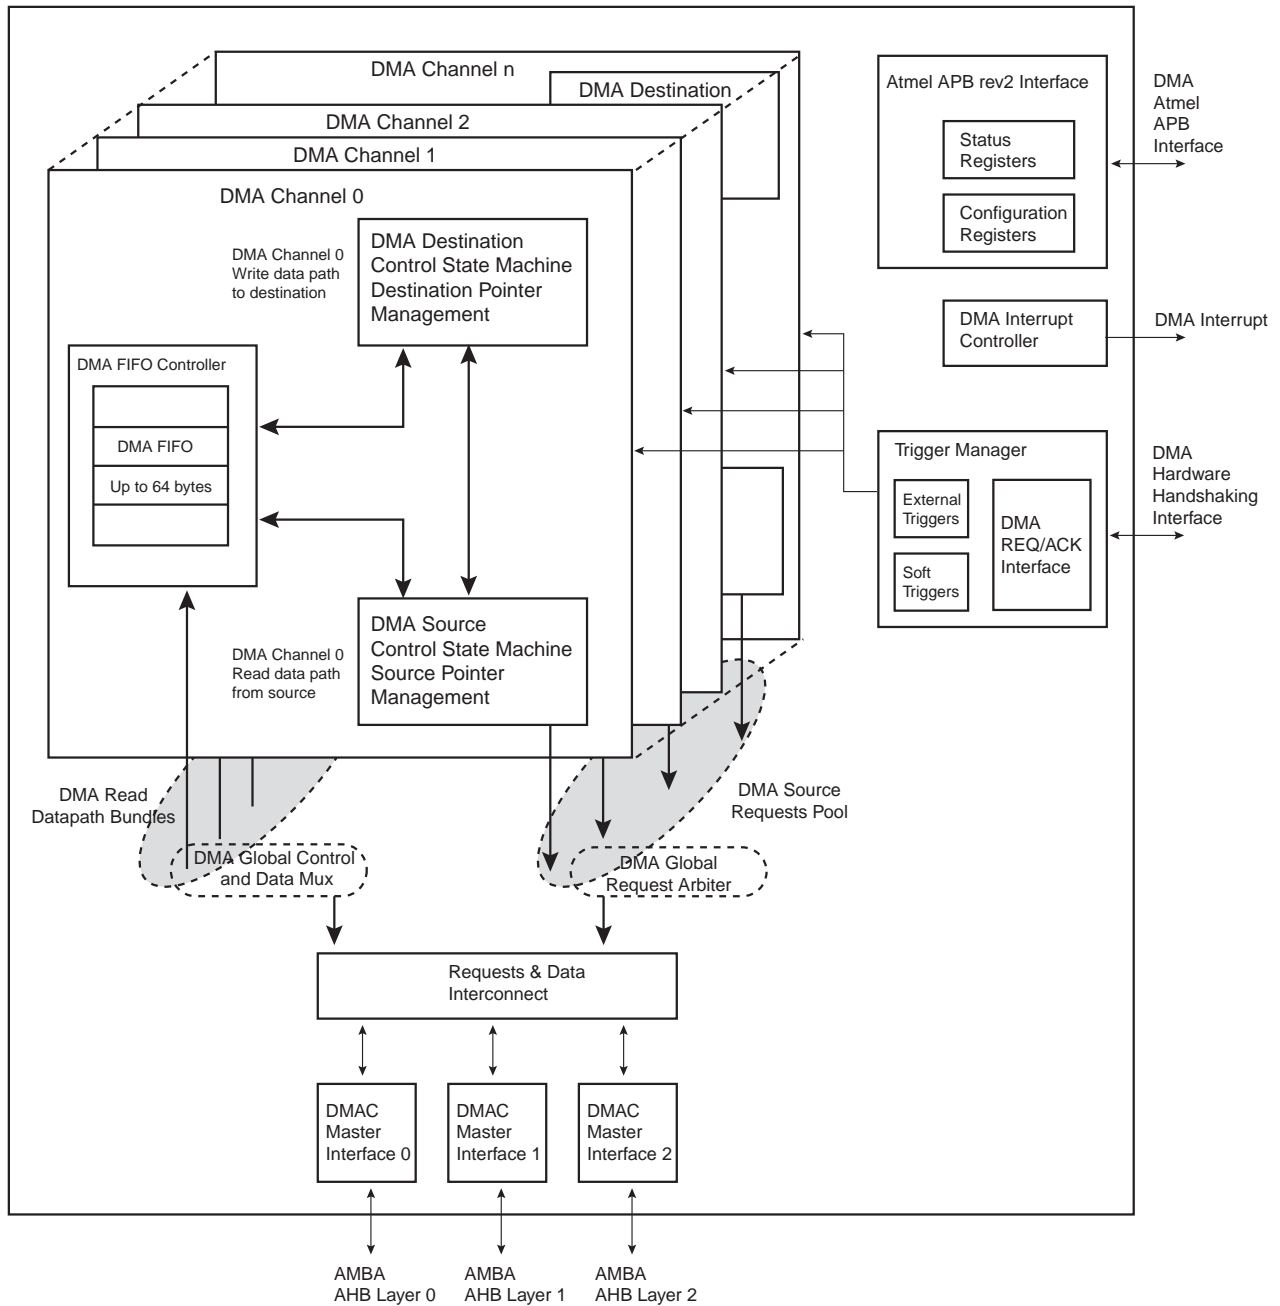 DMA Channel n
DMA Destination
DMA Channel 2
DMA Channel 1
DMA Channel 0
DMA Channel 0
Write data path
to destination
DMA Destination
Control State Machine
Destination Pointer
Management
DMA FIFO Controller
DMA FIFO
Up to 64 bytes
DMA Channel 0
Read data path
from source
DMA Source
Control State Machine
Source Pointer
Management
Atmel APB rev2 Interface
Status
Registers
Configuration
Registers
DMA
Atmel
APB
Interface
DMA Interrupt
Controller
DMA Interrupt
Trigger Manager
External
Triggers
Soft
Triggers
DMA
REQ/ACK
Interface
DMA
Hardware
Handshaking
Interface
DMA Read
Datapath Bundles
DMA Source
Requests Pool
DMA Global Control
and Data Mux
DMA Global
Request Arbiter
Requests & Data
Interconnect
DMAC
Master
Interface 0
DMAC
Master
Interface 1
DMAC
Master
Interface 2
AMBA
AHB Layer 0
AMBA
AHB Layer 1
AMBA
AHB Layer 2